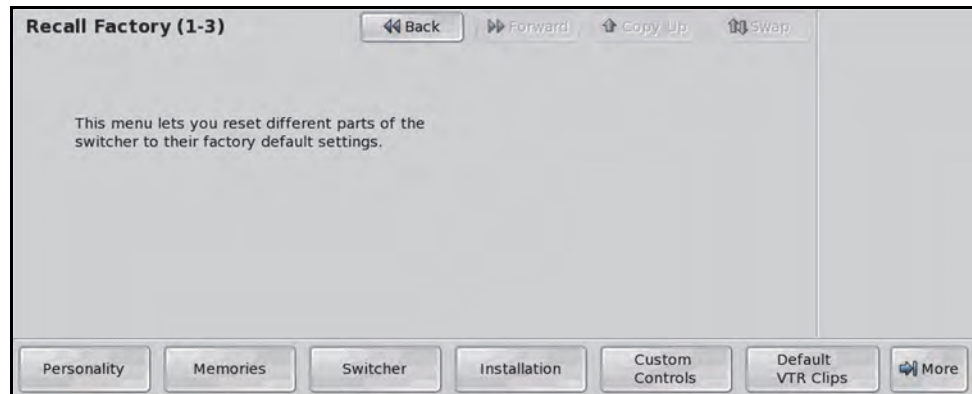 Recall Factory (1-3)
Back
Forward
Copy Up
Swap
This menu lets you reset different parts of the
switcher to their factory default settings.
Personality
Memories
Switcher
Installation
Custom
Controls
Default
VTR Clips
More